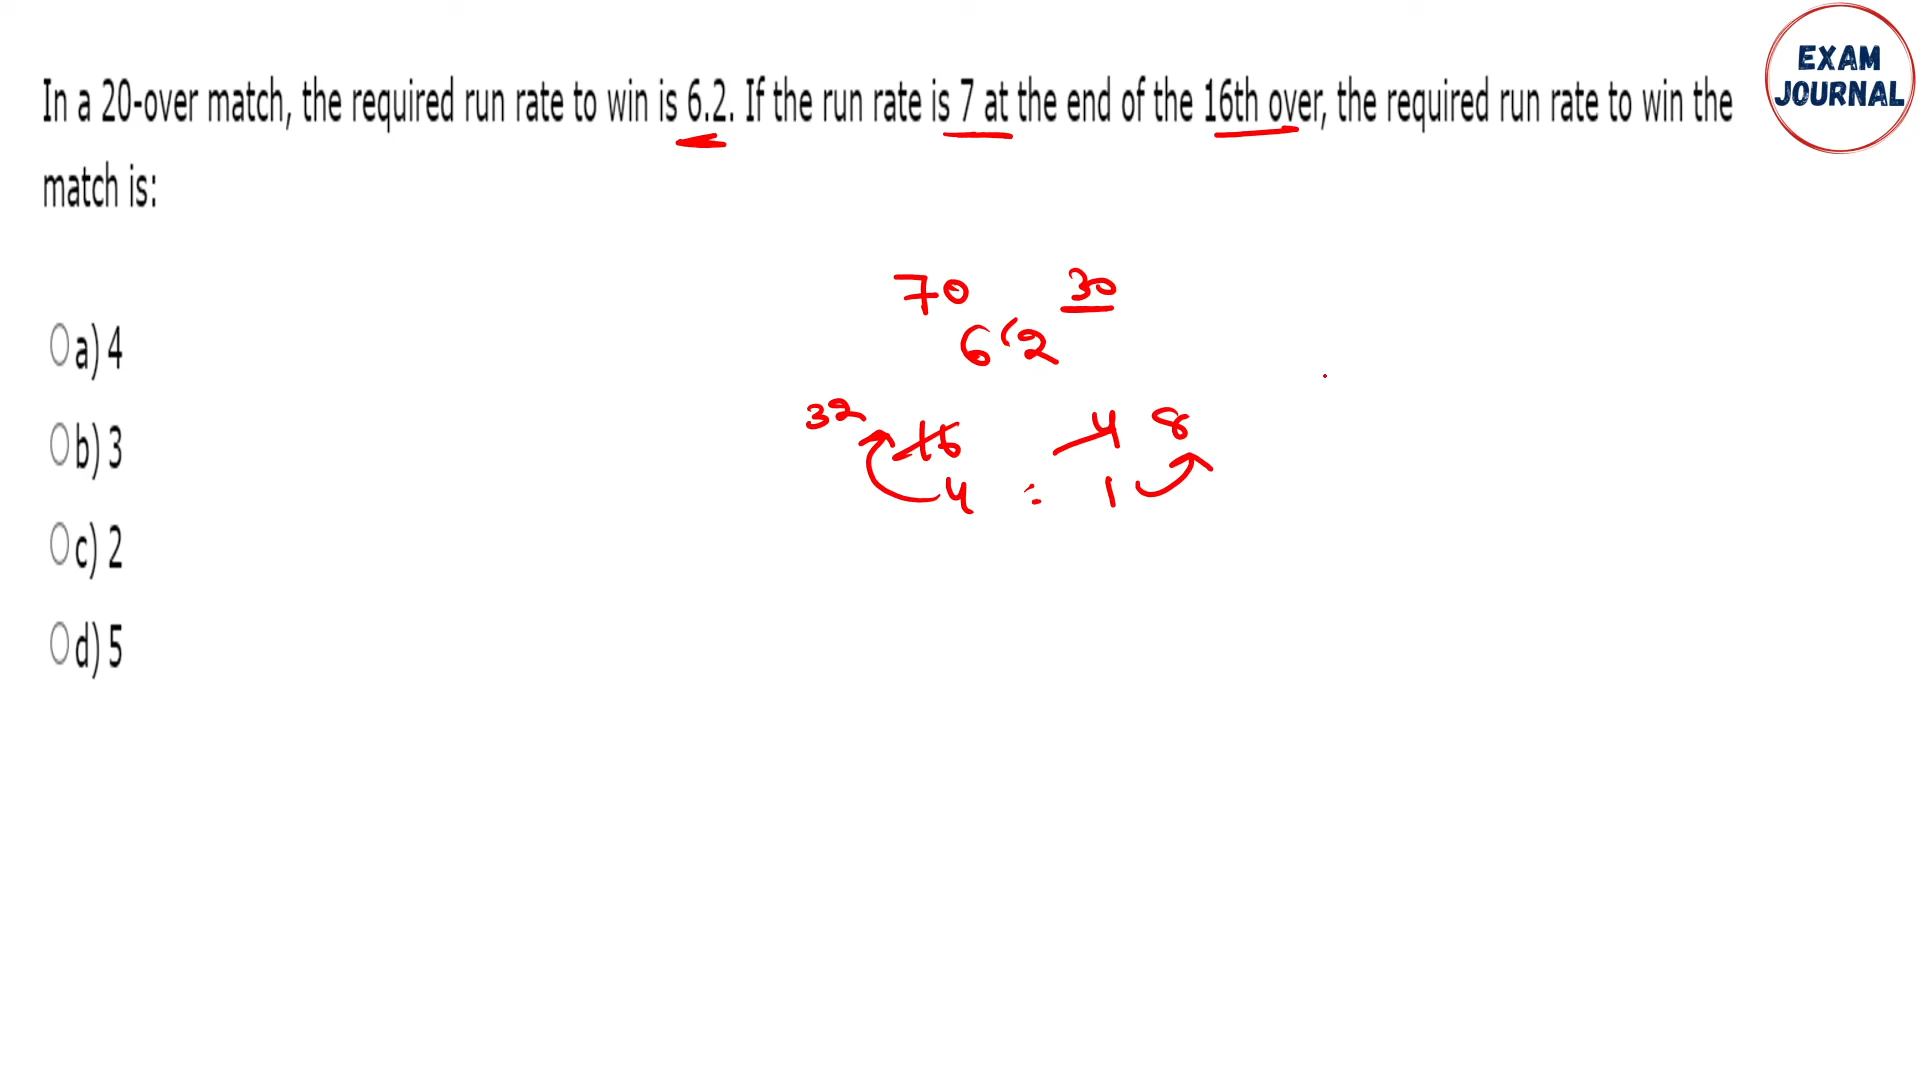 EXAM
JOURNAL
In a 20-over match, the required run rate to win is 6.2. If the run rate is 7 at the end of the 16th over, the required run rate to win the
match is:
70 30
6(2
a) 4
32 16 4 8
4 : 1
b) 3
c) 2
d) 5